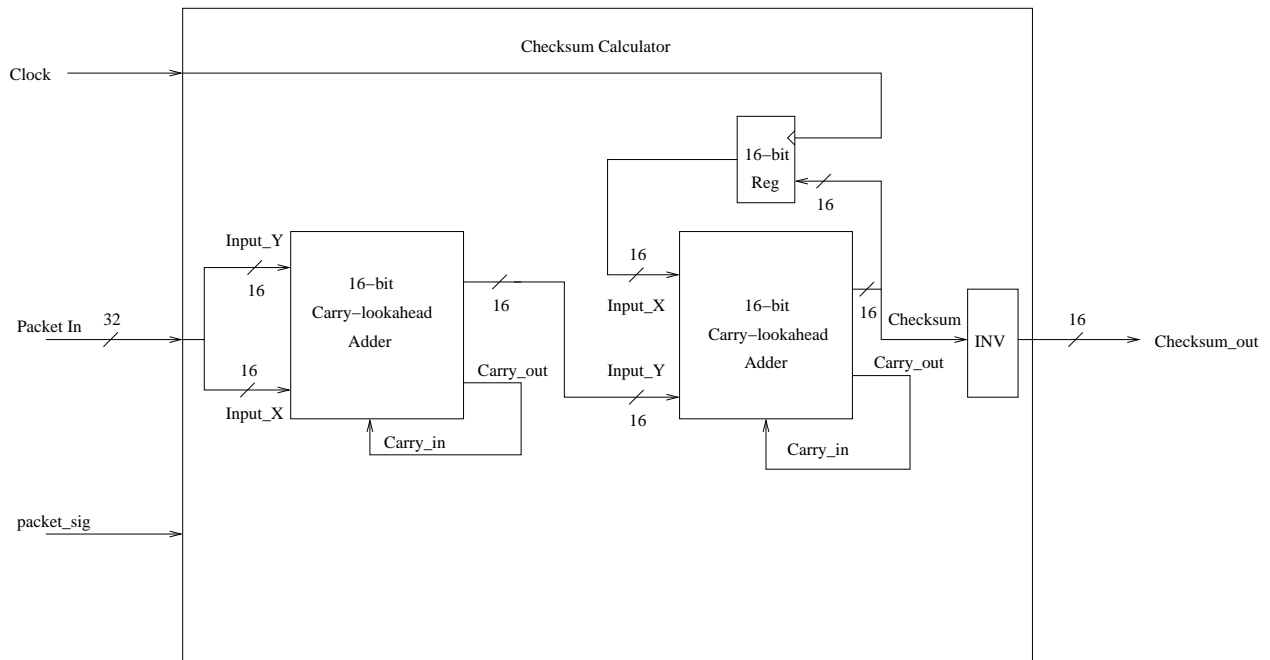 Checksum Calculator
Clock
16−bit
Reg
16
Input_Y
16
16−bit
Carry−lookahead
Adder
16
16
Input_X
16−bit
Carry−lookahead
Adder
16
Packet In
32
Checksum
INV
16
Checksum_out
16
Input_X
Carry_out
Carry_in
Input_Y
16
Carry_out
Carry_in
packet_sig